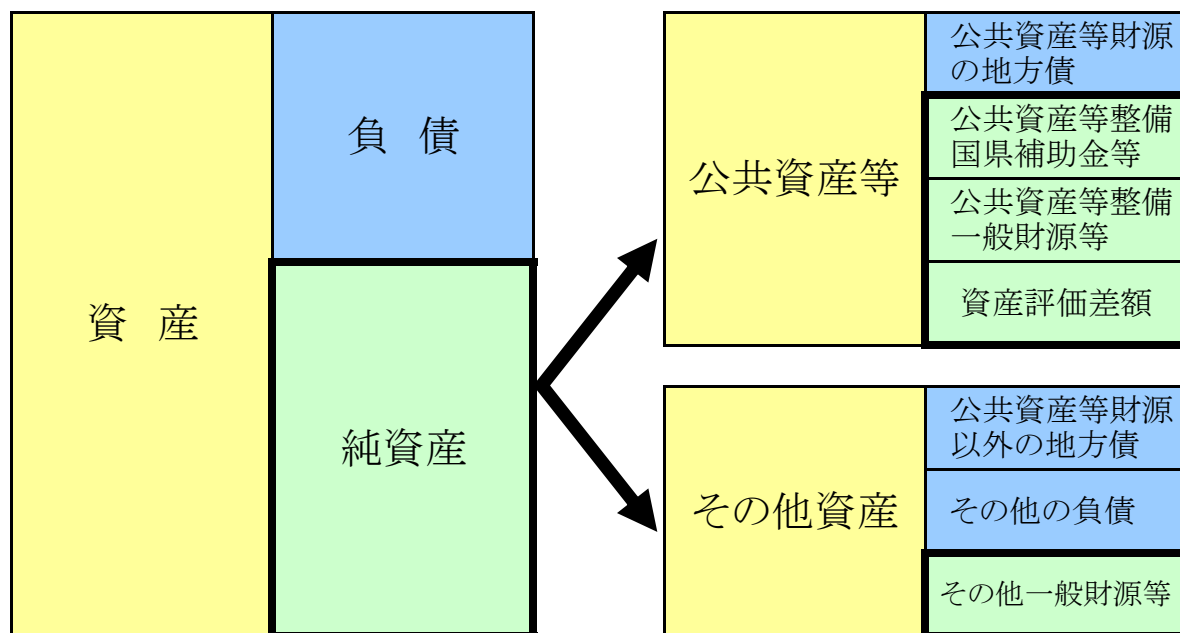 資 産
負 債
純資産
公共資産等
公共資産等財源
の地方債
公共資産等整備
国県補助金等
公共資産等整備
一般財源等
資産評価差額
その他資産
公共資産等財源
以外の地方債
その他の負債
その他一般財源等